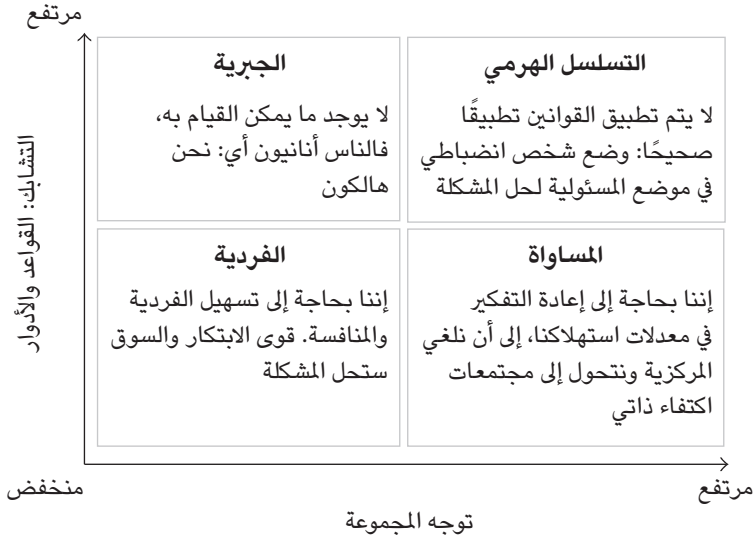 مرتفع
التشابك: القواعد والأدوار
التسلسل الهرمي
لا يتم تطبيق القوانين تطبيقًا
صحيحًا: وضع شخص انضباطي
في موضع المسئولية لحل المشكلة
الجبرية
لا يوجد ما يمكن القيام به،
فالناس أنانيون أي: نحن
هالكون
المساواة
إننا بحاجة إلى إعادة التفكير
في معدلات استهلاكنا، إلى أن نلغي
المركزية ونتحول إلى مجتمعات
اكتفاء ذاتي
الفردية
إننا بحاجة إلى تسهيل الفردية
والمنافسة. قوى الابتكار والسوق
ستحل المشكلة
مرتفع
منخفض
توجه المجموعة